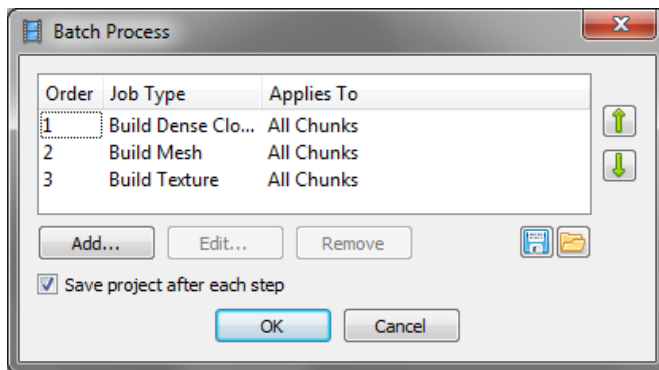 Batch Process
Order Job Type Applies To
1 Build Dense Clo... All Chunks
2 Build Mesh All Chunks
3 Build Texture All Chunks
Add... Edit... Remove
Save project after each step
OK Cancel